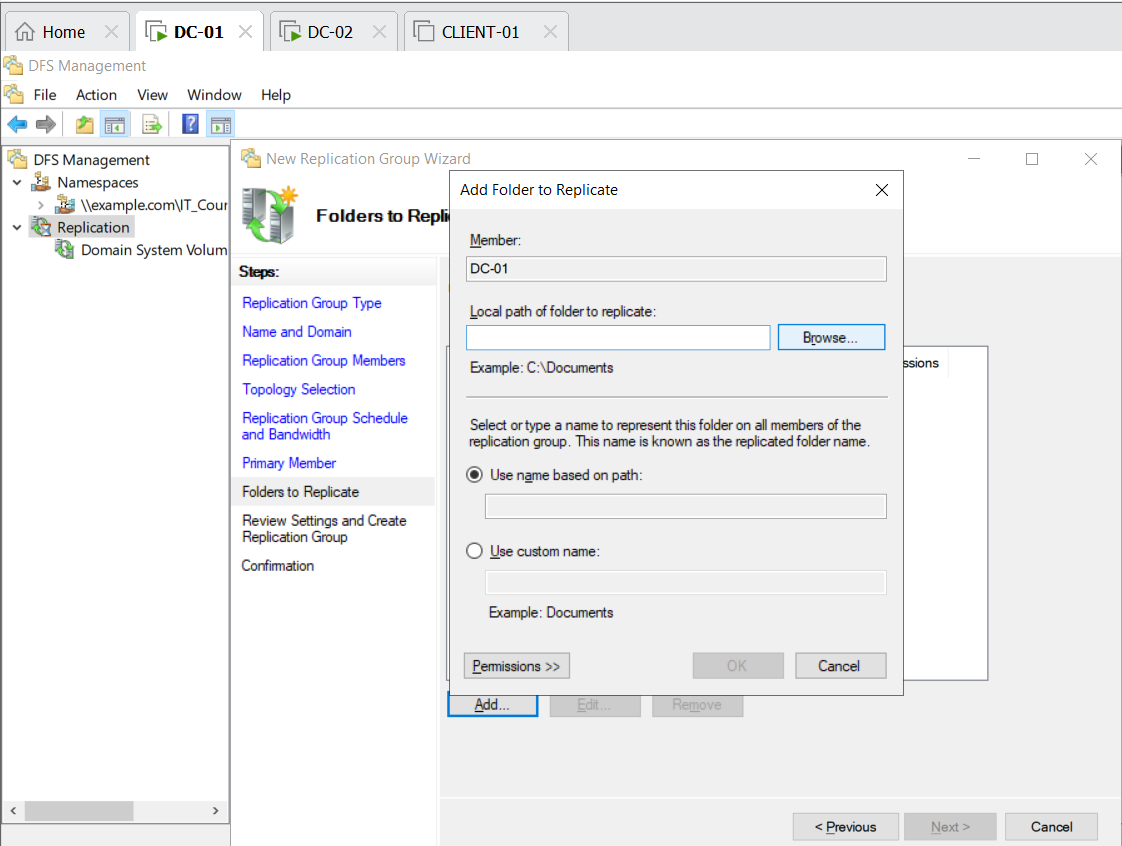 Home
DC-01
DC-02
CLIENT-01
DFS Management
File Action View Window Help
DFS Management
Namespaces
\\example.com\IT_Cour
Replication
Domain System Volum
New Replication Group Wizard
Folders to Repli
Steps:
Replication Group Type
Name and Domain
Replication Group Members
Topology Selection
Replication Group Schedule
and Bandwidth
Primary Member
Folders to Replicate
Review Settings and Create
Replication Group
Confirmation
Add Folder to Replicate
Member:
DC-01
Local path of folder to replicate:
Browse...
Example: C:\Documents
Select or type a name to represent this folder on all members of the
replication group. This name is known as the replicated folder name.
Use name based on path:
Use custom name:
Example: Documents
Permissions >> OK Cancel
ssions
Add... Edit... Remove
< Previous Next > Cancel